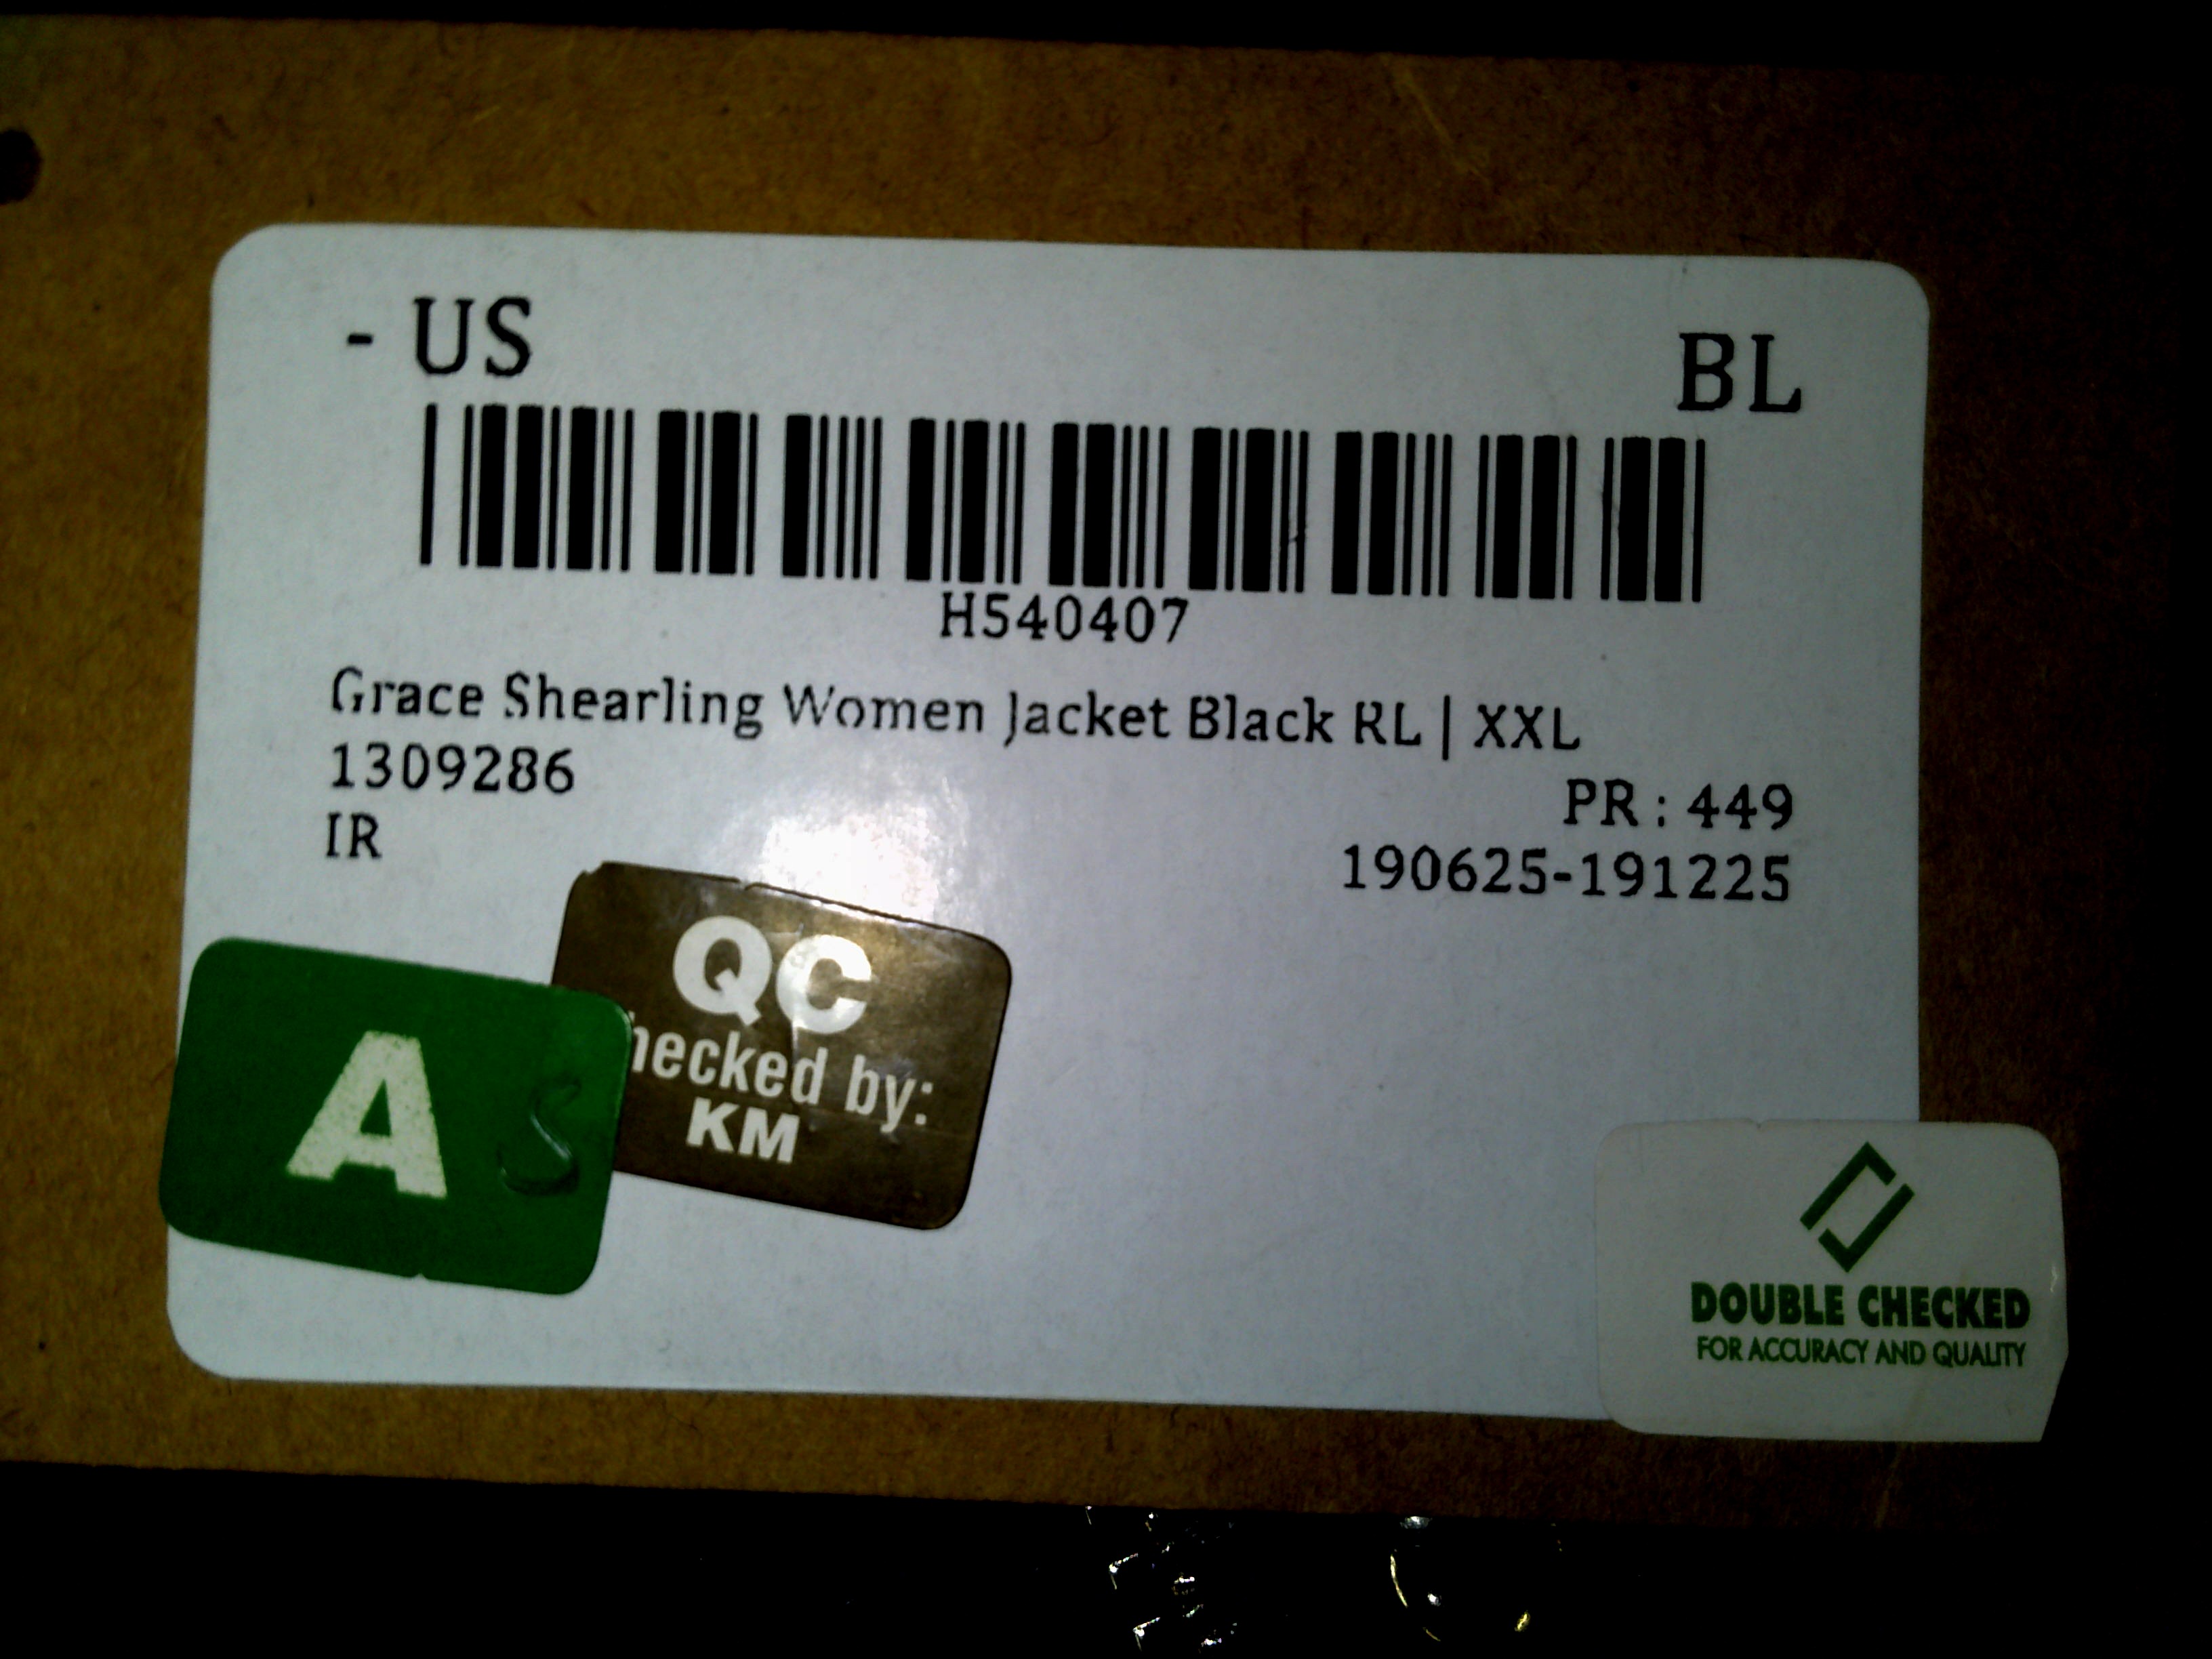 - US BL
H540407
Grace Shearling Women Jacket Black RL | XXL
1309286
PR : 449
IR
190625-191225
QC
hecked by:
KM
A S
DOUBLE CHECKED
FOR ACCURACY AND QUALITY